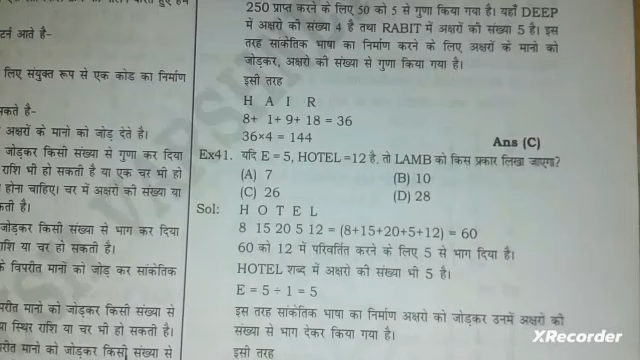 250 प्राप्त करने के लिए 50 को 5 से गुणा किया गया है। यहाँ DEEP
में अक्षरों की संख्या 4 है तथा RABIT में अक्षरों की संख्या 5 है। इस
तरह सांकेतिक भाषा का निर्माण करने के लिए अक्षरों के मानो को
जोड़कर, अक्षरों की संख्या से गुणा किया गया है।
इसी तरह
H A I R
8+ 1+ 9+ 18 = 36
36×4 = 144
Ans (C)
Ex41. यदि E = 5, HOTEL =12 है, तो LAMB को किस प्रकार लिखा जाएगा?
(A) 7 (B) 10
(C) 26 (D) 28
Sol: H O T E L
8 15 20 5 12 = (8+15+20+5+12) = 60
60 को 12 में परिवर्तित करने के लिए 5 से भाग दिया है।
HOTEL शब्द में अक्षरो की संख्या भी 5 है।
E = 5 ÷ 1 = 5
इस तरह सांकेतिक भाषा का निर्माण अक्षरो को जोड़कर उनमें अक्षरो की
संख्या से भाग देकर किया गया है।
इसी तरह
टर्न आते है-
लिए संयुक्त रूप से एक कोड का निर्माण
सकते है-
अक्षरों के मानो को जोड़ देते है।
जोड़कर किसी संख्या से गुणा कर दिया
राशि भी हो सकती है या एक चर भी हो
होना चाहिए। चर में अक्षरों की संख्या या
कती है।
जोड़कर किसी संख्या से भाग कर दिया
राशि या चर हो सकती है।
के विपरीत मानों को जोड़ कर सांकेतिक
परीत मानों को जोड़कर किसी संख्या से
या स्थिर राशि या चर भी हो सकती है।
रीत मानो को जोड़कर किसी संख्या से
XRecorder